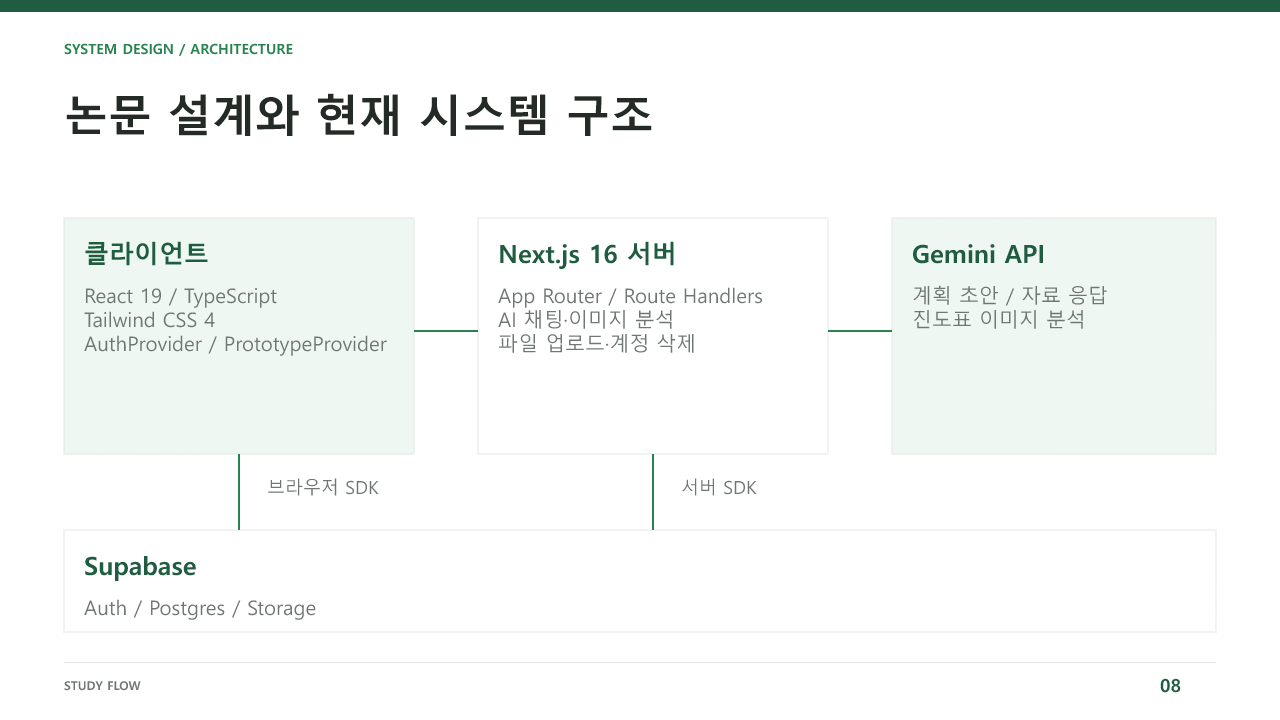 SYSTEM DESIGN / ARCHITECTURE
논문 설계와 현재 시스템 구조
클라이언트
React 19 / TypeScript
Tailwind CSS 4
AuthProvider / PrototypeProvider
Next.js 16 서버
App Router / Route Handlers
AI 채팅·이미지 분석
파일 업로드·계정 삭제
Gemini API
계획 초안 / 자료 응답
진도표 이미지 분석
브라우저 SDK
서버 SDK
Supabase
Auth / Postgres / Storage
STUDY FLOW
08